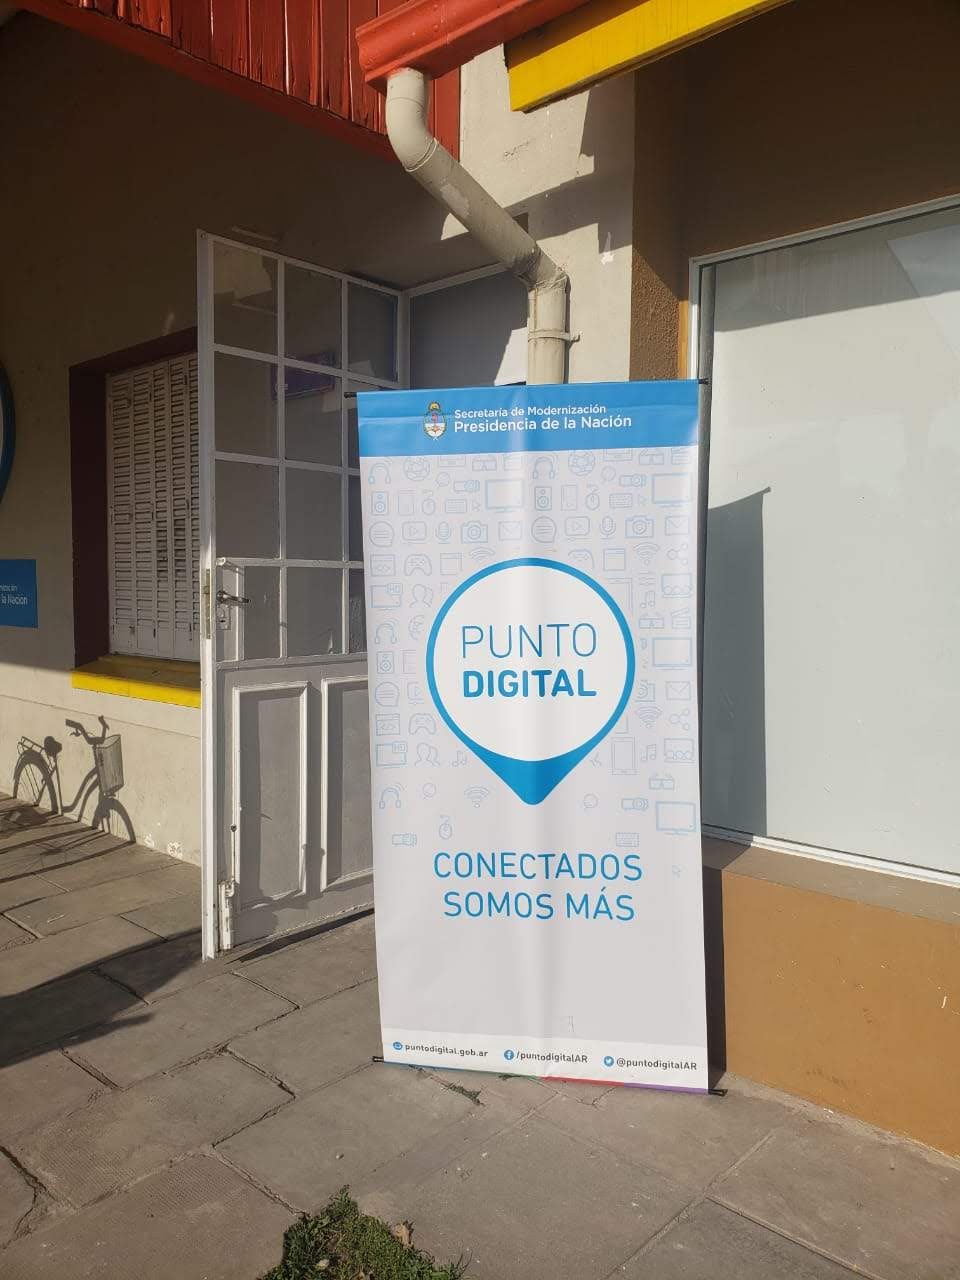 Secretaría de Modernización
Presidencia de la Nación
PUNTO
DIGITAL
CONECTADOS
SOMOS MÁS
puntodigital.gob.ar
/puntodigitalAR
@puntodigitalAR
la Nación